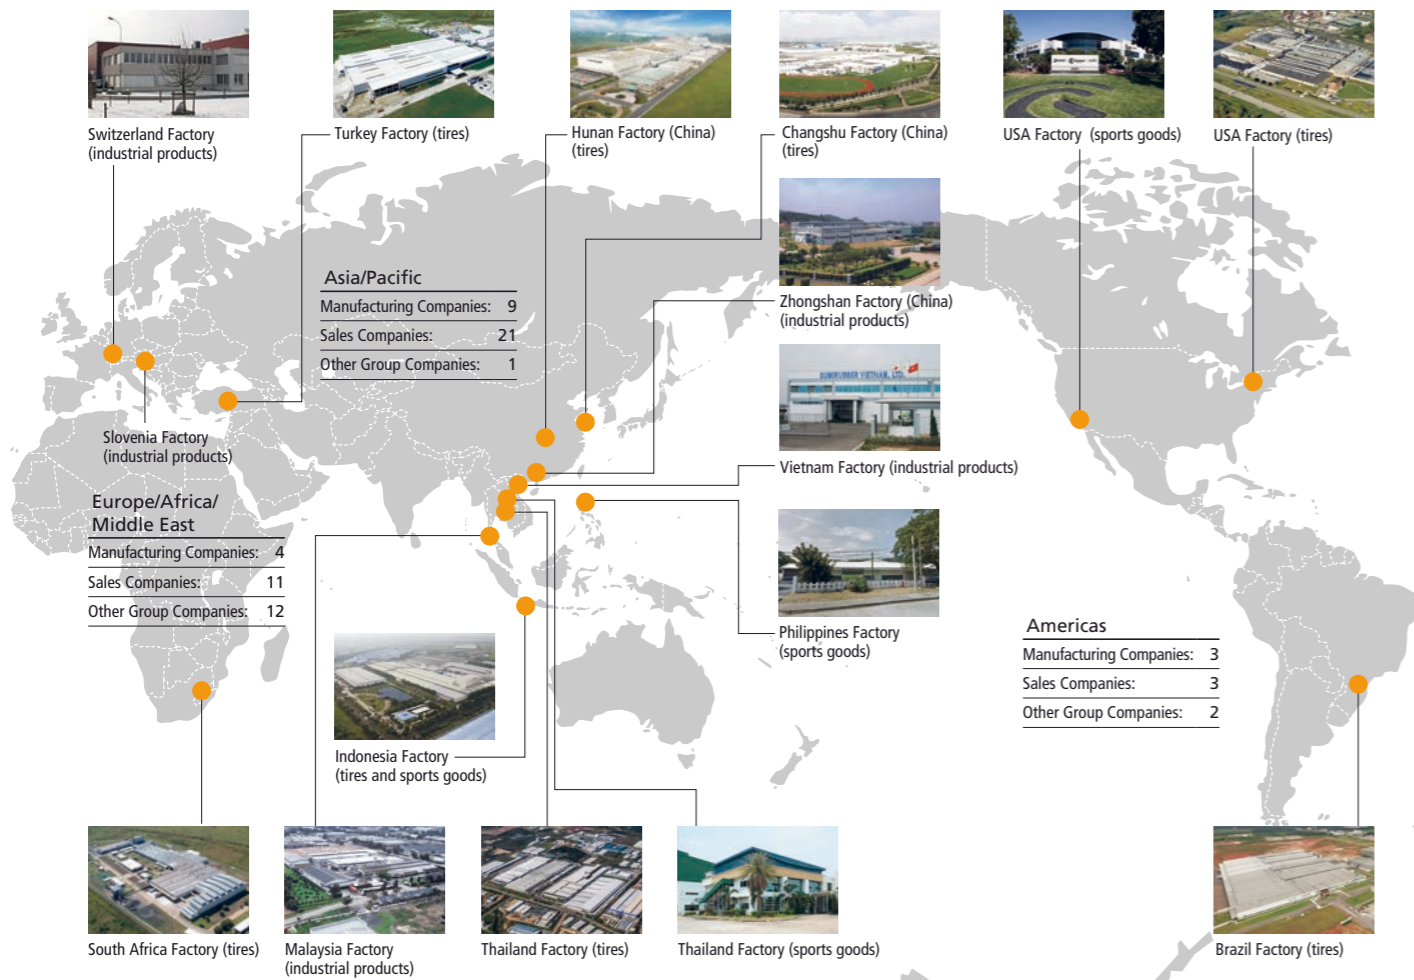 Switzerland Factory
(industrial products)
Turkey Factory (tires)
Hunan Factory (China)
(tires)
Changshu Factory (China)
(tires)
USA Factory (sports goods)
USA Factory (tires)
Zhongshan Factory (China)
(industrial products)
Asia/Pacific
Manufacturing Companies: 9
Sales Companies: 21
Other Group Companies: 1
SUMIRUBBER VIETNAM, LTD.
Vietnam Factory (industrial products)
Slovenia Factory
(industrial products)
Europe/Africa/
Middle East
Manufacturing Companies: 4
Sales Companies: 11
Other Group Companies: 12
Philippines Factory
(sports goods)
Americas
Manufacturing Companies: 3
Sales Companies: 3
Other Group Companies: 2
Indonesia Factory
(tires and sports goods)
South Africa Factory (tires)
Malaysia Factory
(industrial products)
Thailand Factory (tires)
Thailand Factory (sports goods)
Brazil Factory (tires)